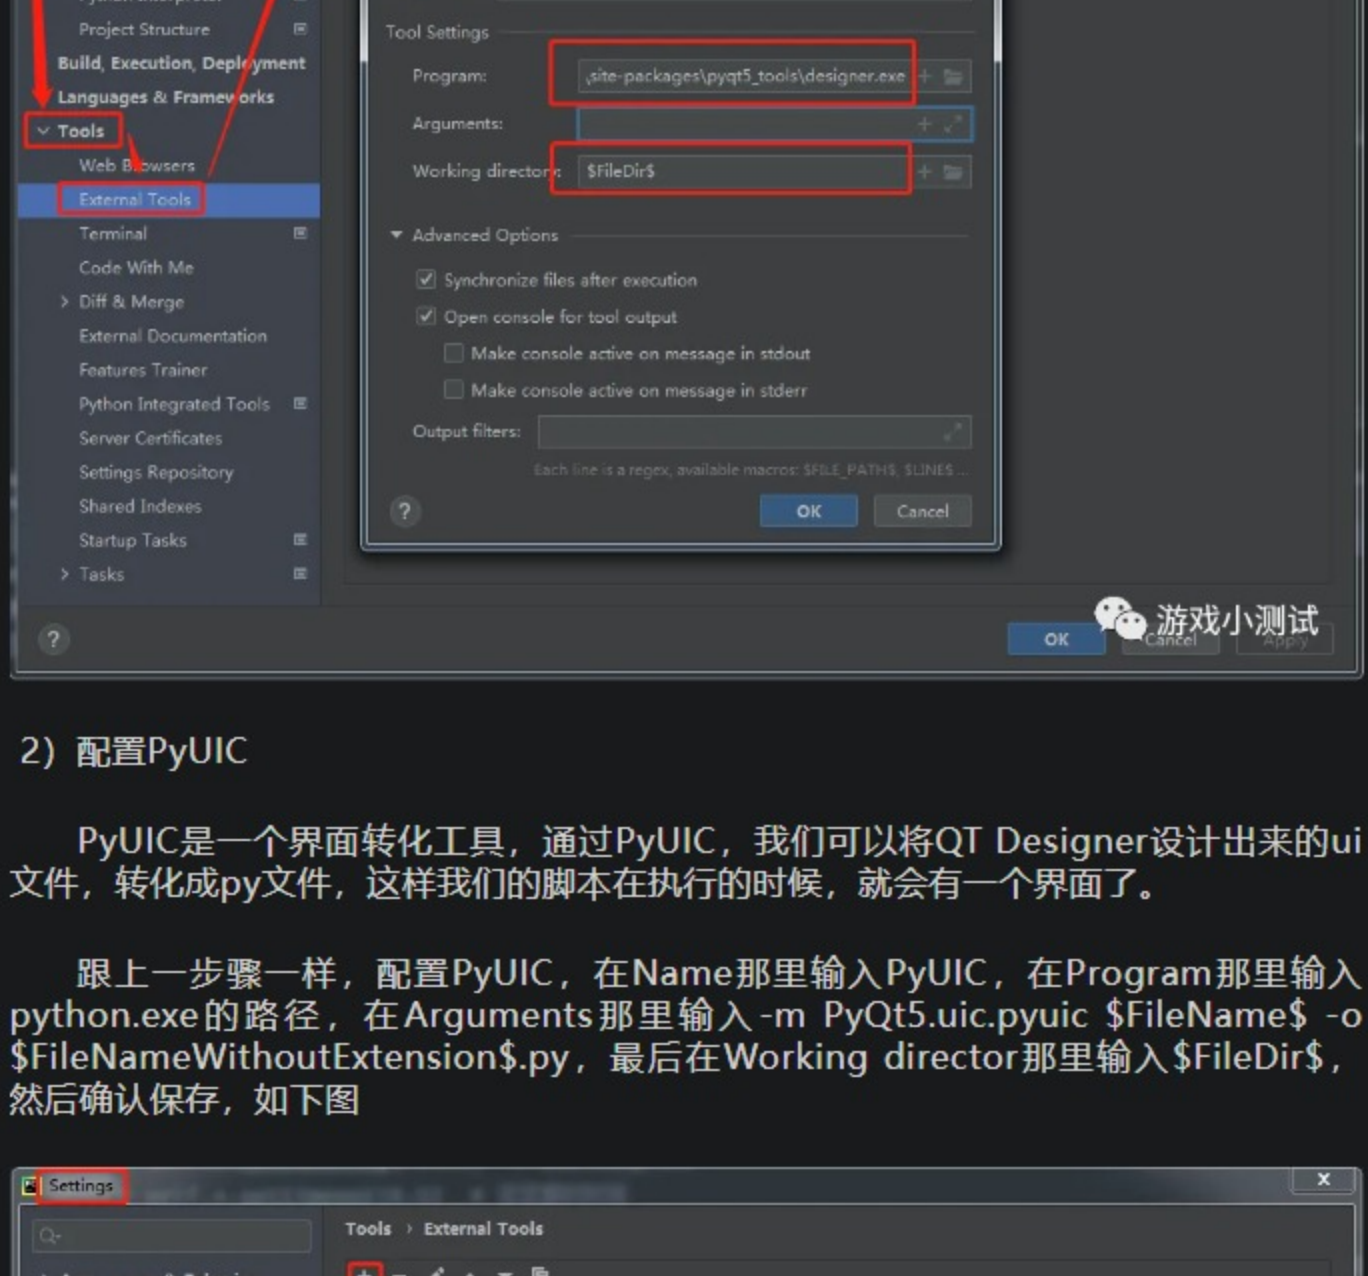 Project Structure
Build, Execution, Deployment
Languages & Frameworks
Tools
Web Browsers
External Tools
Terminal
Code With Me
Diff & Merge
External Documentation
Features Trainer
Python Integrated Tools
Server Certificates
Settings Repository
Shared Indexes
Startup Tasks
Tasks
Tool Settings
Program: site-packages\pyqt5_tools\designer.exe
Arguments:
Working directory: $FileDir$
Advanced Options
Synchronize files after execution
Open console for tool output
Make console active on message in stdout
Make console active on message in stderr
Output filters:
Each line is a regex, available macros: $FILE_PATH$, $LINE$ ...
? OK Cancel
? OK Cancel Apply
游戏小测试
2）配置PyUIC
PyUIC是一个界面转化工具，通过PyUIC，我们可以将QT Designer设计出来的ui
文件，转化成py文件，这样我们的脚本在执行的时候，就会有一个界面了。
跟上一步骤一样，配置PyUIC，在Name那里输入PyUIC，在Program那里输入
python.exe的路径，在Arguments那里输入-m PyQt5.uic.pyuic $FileName$ -o
$FileNameWithoutExtension$.py，最后在Working director那里输入$FileDir$，
然后确认保存，如下图
Settings
Tools › External Tools